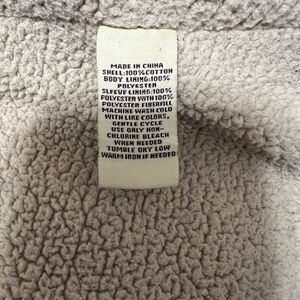 MADE IN CHINA
SHELL:100%COTTON
BODY LINING:100%
POLYESTER
SLEEVE LINING:100%
POLYESTER WITH 100%
POLYESTER FIBERFILL
MACHINE WASH COLD
WITH LIKE COLORS,
GENTLE CYCLE
USE ONLY NON-
CHLORINE BLEACH
WHEN NEEDED
TUMBLE DRY LOW
WARM IRON IF NEEDED